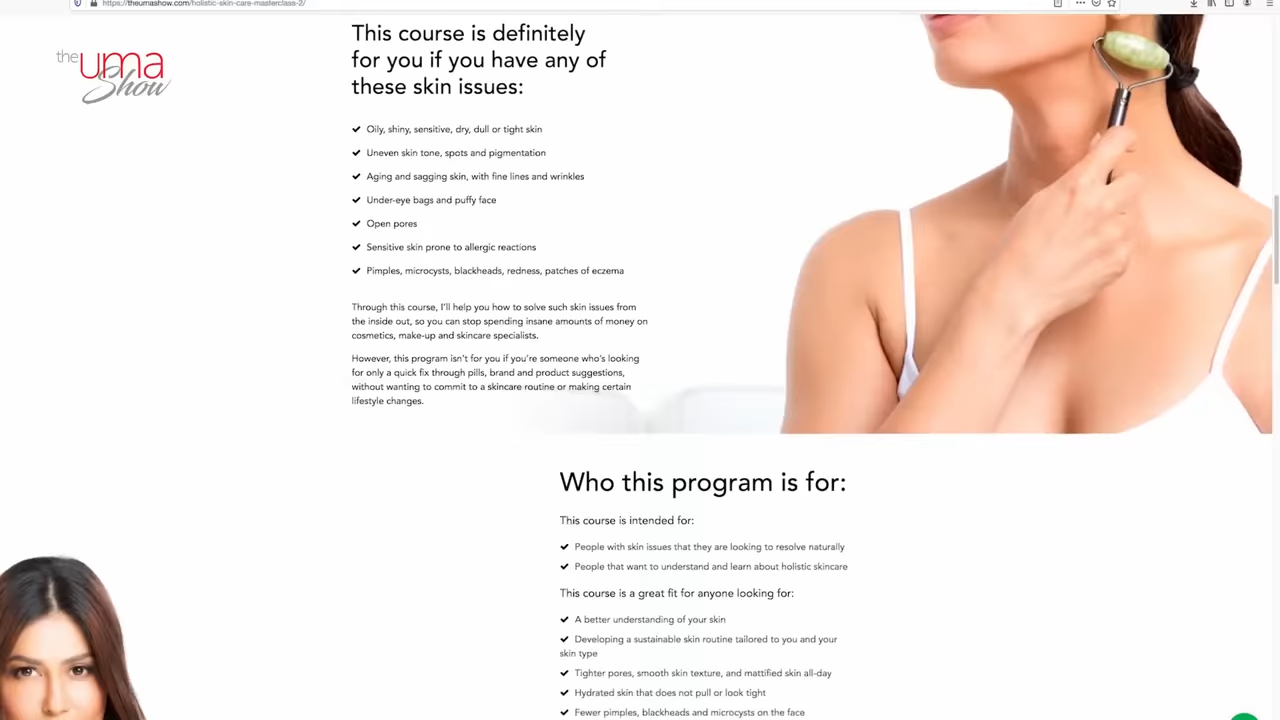 https://theumashow.com/holistic-skin-care-masterclass-2/
the uma
Show
This course is definitely
for you if you have any of
these skin issues:
Oily, shiny, sensitive, dry, dull or tight skin
Uneven skin tone, spots and pigmentation
Aging and sagging skin, with fine lines and wrinkles
Under-eye bags and puffy face
Open pores
Sensitive skin prone to allergic reactions
Pimples, microcysts, blackheads, redness, patches of eczema
Through this course, I'll help you how to solve such skin issues from
the inside out, so you can stop spending insane amounts of money on
cosmetics, make-up and skincare specialists.
However, this program isn't for you if you're someone who's looking
for only a quick fix through pills, brand and product suggestions,
without wanting to commit to a skincare routine or making certain
lifestyle changes.
Who this program is for:
This course is intended for:
People with skin issues that they are looking to resolve naturally
People that want to understand and learn about holistic skincare
This course is a great fit for anyone looking for:
A better understanding of your skin
Developing a sustainable skin routine tailored to you and your
skin type
Tighter pores, smooth skin texture, and mattified skin all-day
Hydrated skin that does not pull or look tight
Fewer pimples, blackheads and microcysts on the face